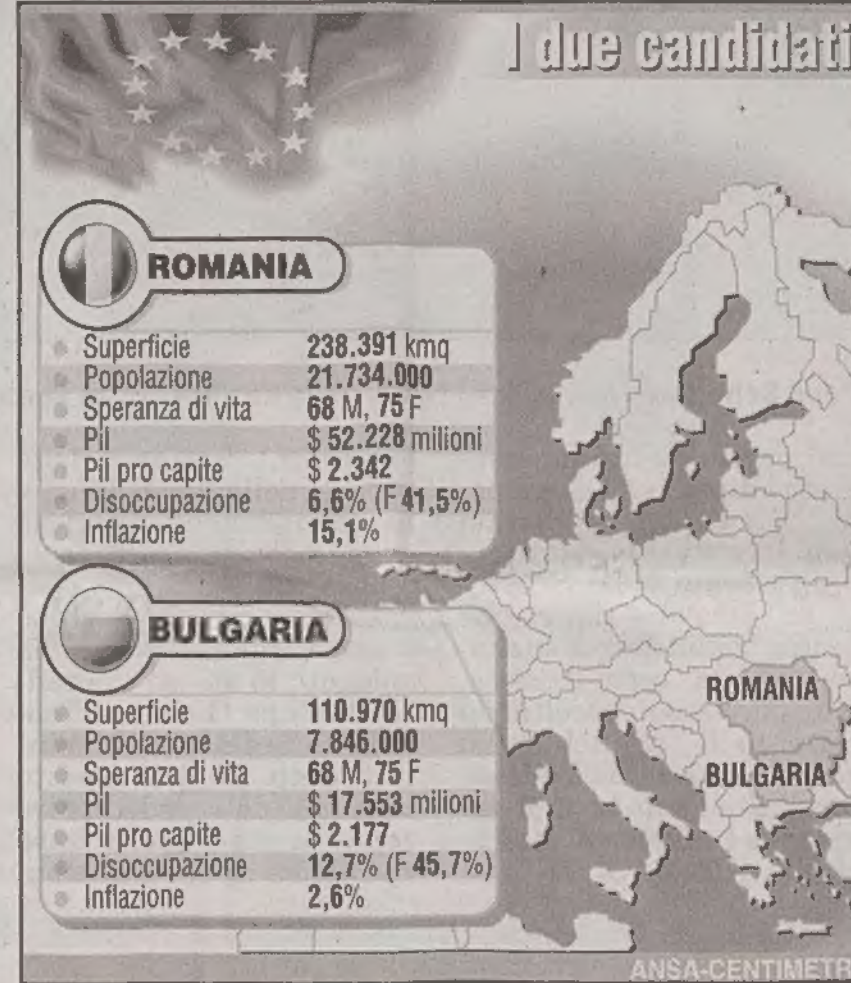 I due candidati
ROMANIA
Superficie 238.391 kmq
Popolazione 21.734.000
Speranza di vita 68 M, 75 F
Pil $ 52.228 milioni
Pil pro capite $ 2.342
Disoccupazione 6,6% (F 41,5%)
Inflazione 15,1%
BULGARIA
Superficie 110.970 kmq
Popolazione 7.846.000
Speranza di vita 68 M, 75 F
Pil $ 17.553 milioni
Pil pro capite $ 2.177
Disoccupazione 12,7% (F 45,7%)
Inflazione 2,6%
ROMANIA
BULGARIA
ANSA-CENTIMETR